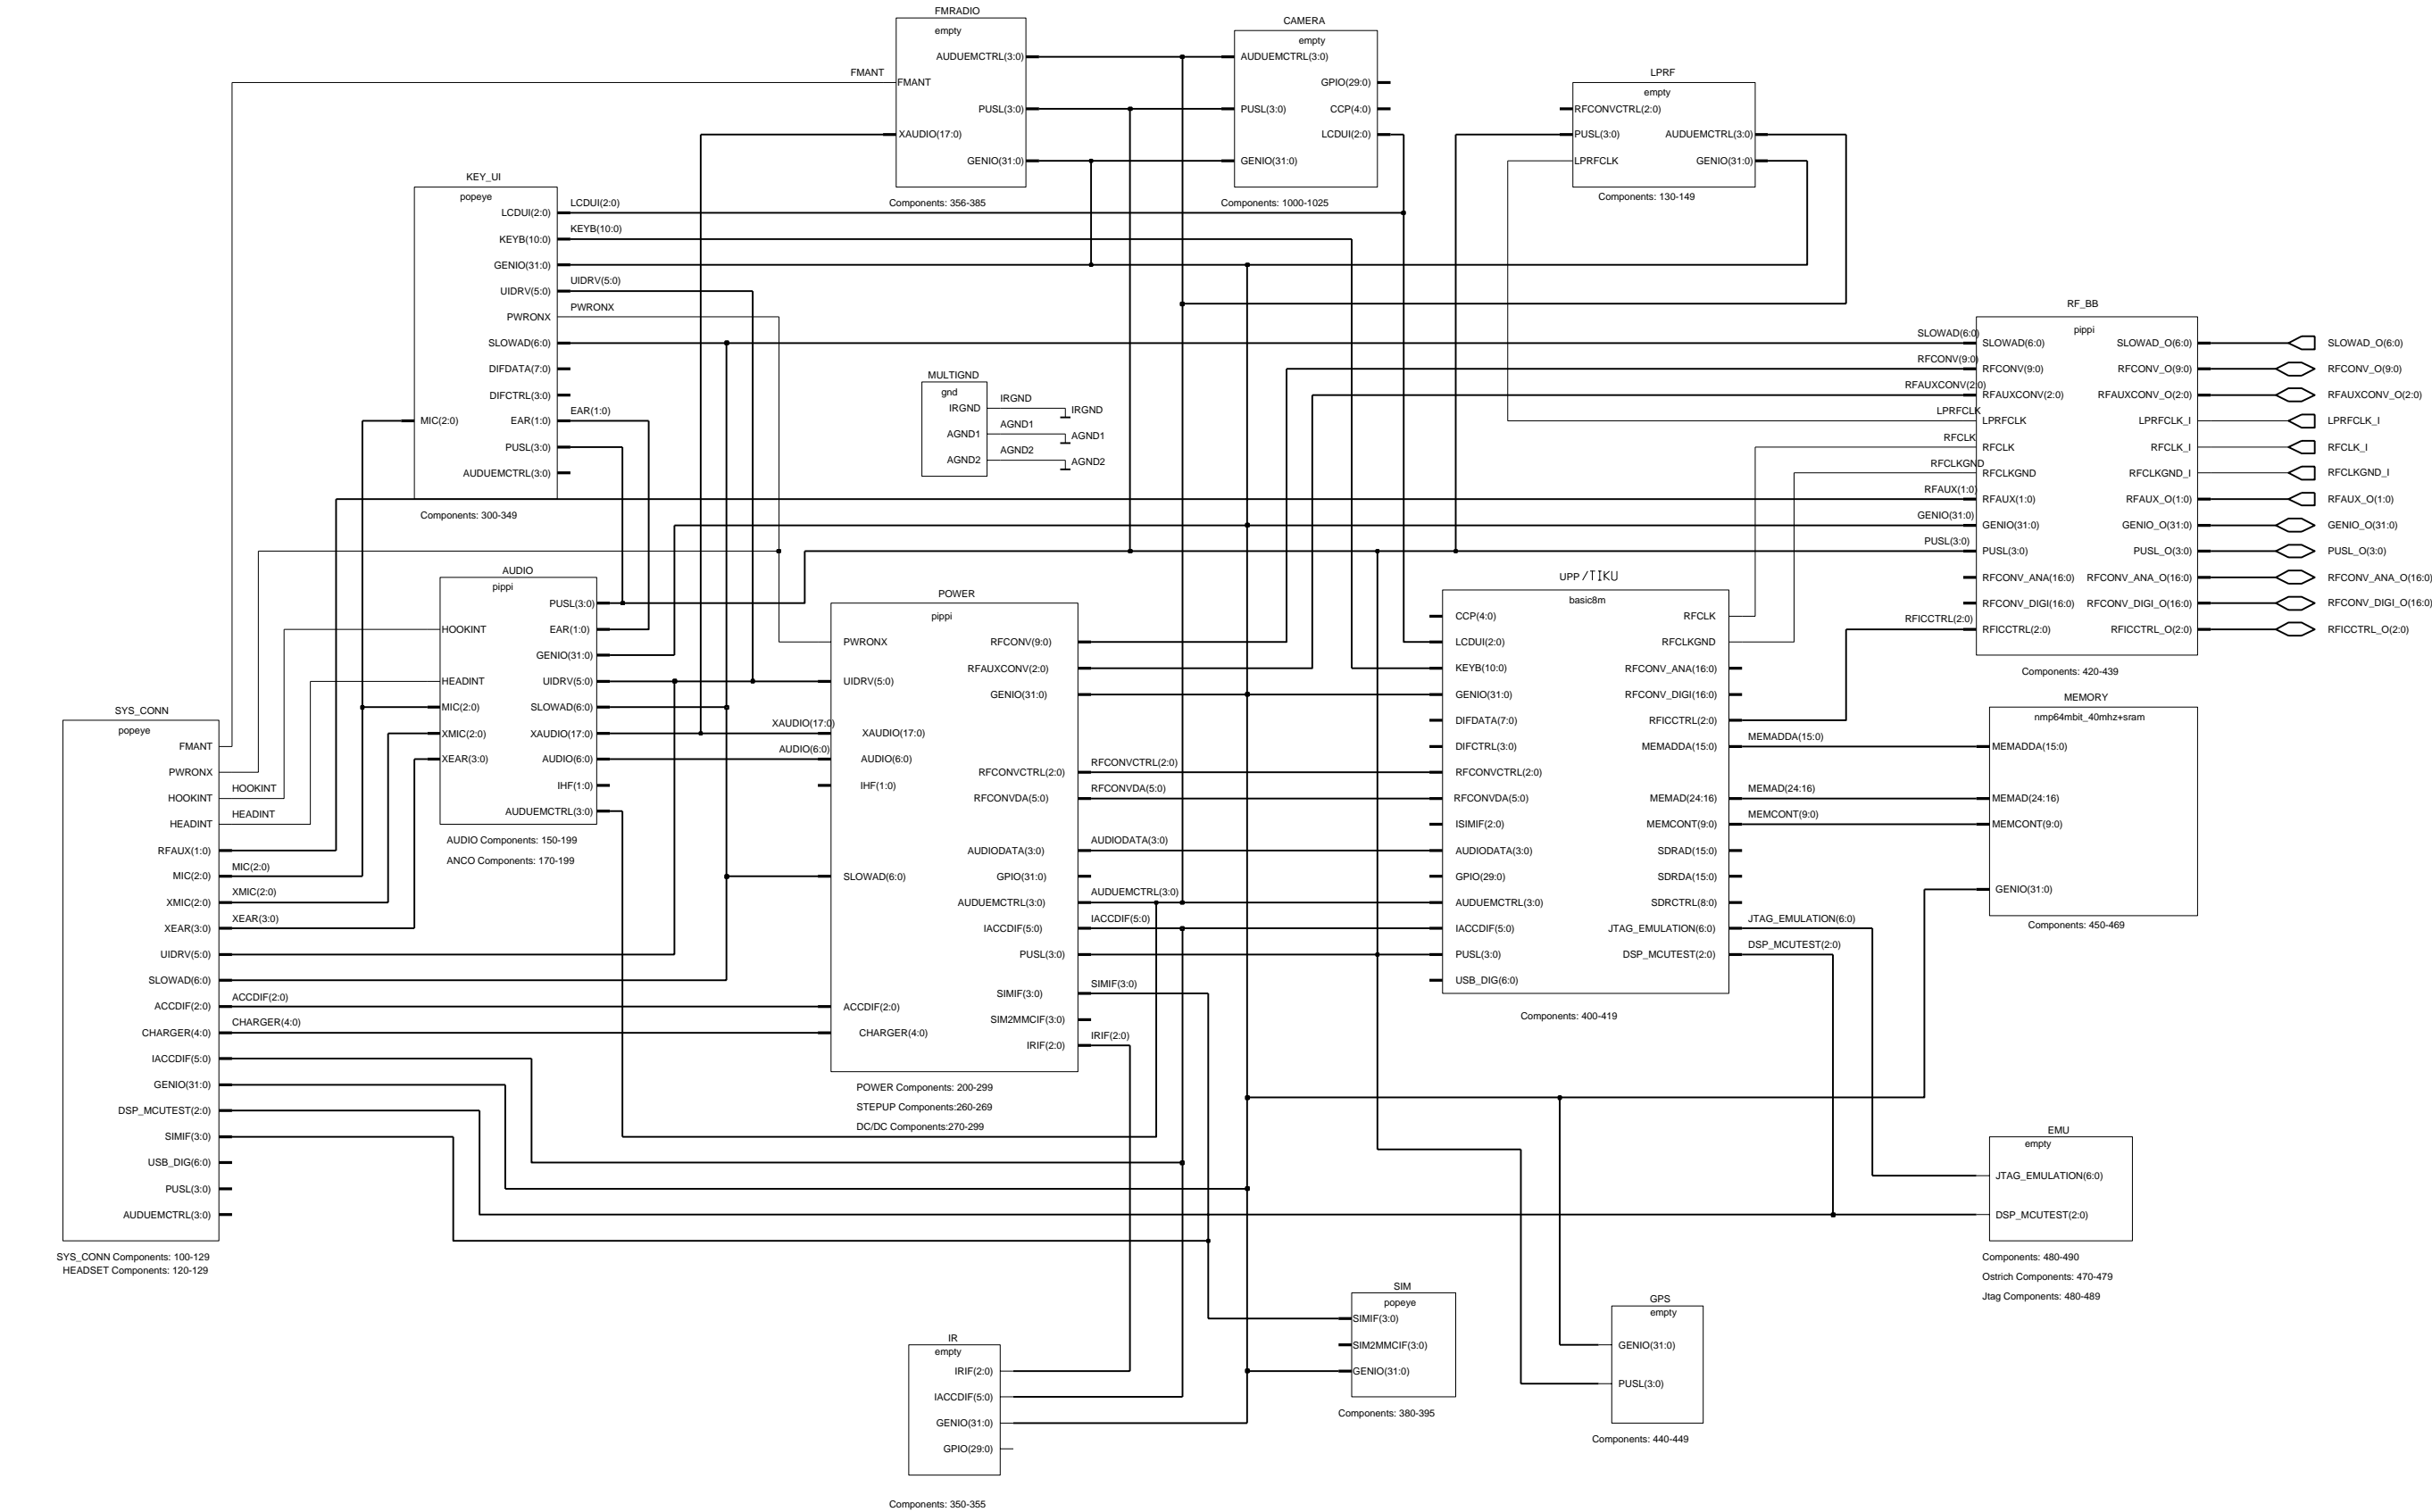 FMRADIO
empty
AUDUEMCTRL(3:0)
FMANT
FMANT
PUSL(3:0)
XAUDIO(17:0)
GENIO(31:0)
Components: 356-385
CAMERA
empty
AUDUEMCTRL(3:0)
GPIO(29:0)
PUSL(3:0)
CCP(4:0)
LCDUI(2:0)
GENIO(31:0)
Components: 1000-1025
LPRF
empty
RFCONVCTRL(2:0)
PUSL(3:0)
AUDUEMCTRL(3:0)
LPRFCLK
GENIO(31:0)
Components: 130-149
KEY_UI
popeye
LCDUI(2:0)
LCDUI(2:0)
KEYB(10:0)
KEYB(10:0)
GENIO(31:0)
UIDRV(5:0)
UIDRV(5:0)
PWRONX
PWRONX
SLOWAD(6:0)
DIFDATA(7:0)
DIFCTRL(3:0)
MIC(2:0)
EAR(1:0)
EAR(1:0)
PUSL(3:0)
AUDUEMCTRL(3:0)
Components: 300-349
MULTIGND
gnd
IRGND
IRGND
IRGND
AGND1
AGND1
AGND1
AGND2
AGND2
AGND2
RF_BB
pippi
SLOWAD(6:0)
SLOWAD(6:0)
SLOWAD_O(6:0)
SLOWAD_O(6:0)
RFCONV(9:0)
RFCONV(9:0)
RFCONV_O(9:0)
RFCONV_O(9:0)
RFAUXCONV(2:0)
RFAUXCONV(2:0)
RFAUXCONV_O(2:0)
RFAUXCONV_O(2:0)
LPRFCLK
LPRFCLK
LPRFCLK_I
LPRFCLK_I
RFCLK
RFCLK
RFCLK_I
RFCLK_I
RFCLKGND
RFCLKGND
RFCLKGND_I
RFCLKGND_I
RFAUX(1:0)
RFAUX(1:0)
RFAUX_O(1:0)
RFAUX_O(1:0)
GENIO(31:0)
GENIO(31:0)
GENIO_O(31:0)
GENIO_O(31:0)
PUSL(3:0)
PUSL(3:0)
PUSL_O(3:0)
PUSL_O(3:0)
RFCONV_ANA(16:0)
RFCONV_ANA_O(16:0)
RFCONV_ANA_O(16:0)
RFCONV_DIGI(16:0)
RFCONV_DIGI_O(16:0)
RFCONV_DIGI_O(16:0)
RFICCTRL(2:0)
RFICCTRL(2:0)
RFICCTRL_O(2:0)
RFICCTRL_O(2:0)
Components: 420-439
AUDIO
pippi
PUSL(3:0)
HOOKINT
EAR(1:0)
GENIO(31:0)
HEADINT
UIDRV(5:0)
MIC(2:0)
SLOWAD(6:0)
XMIC(2:0)
XAUDIO(17:0)
XEAR(3:0)
AUDIO(6:0)
IHF(1:0)
AUDUEMCTRL(3:0)
AUDIO Components: 150-199
ANCO Components: 170-199
POWER
pippi
PWRONX
RFCONV(9:0)
RFAUXCONV(2:0)
UIDRV(5:0)
GENIO(31:0)
XAUDIO(17:0)
XAUDIO(17:0)
AUDIO(6:0)
AUDIO(6:0)
RFCONVCTRL(2:0)
RFCONVCTRL(2:0)
IHF(1:0)
RFCONVDA(5:0)
RFCONVDA(5:0)
AUDIODATA(3:0)
AUDIODATA(3:0)
SLOWAD(6:0)
GPIO(31:0)
AUDUEMCTRL(3:0)
AUDUEMCTRL(3:0)
IACCDIF(5:0)
IACCDIF(5:0)
PUSL(3:0)
SIMIF(3:0)
SIMIF(3:0)
ACCDIF(2:0)
SIM2MMCIF(3:0)
CHARGER(4:0)
IRIF(2:0)
IRIF(2:0)
POWER Components: 200-299
STEPUP Components:260-269
DC/DC Components:270-299
UPP /TIKU
basic8m
CCP(4:0)
RFCLK
LCDUI(2:0)
RFCLKGND
KEYB(10:0)
RFCONV_ANA(16:0)
GENIO(31:0)
RFCONV_DIGI(16:0)
DIFDATA(7:0)
RFICCTRL(2:0)
DIFCTRL(3:0)
MEMADDA(15:0)
MEMADDA(15:0)
RFCONVCTRL(2:0)
RFCONVDA(5:0)
MEMAD(24:16)
MEMAD(24:16)
ISIMIF(2:0)
MEMCONT(9:0)
MEMCONT(9:0)
AUDIODATA(3:0)
SDRAD(15:0)
GPIO(29:0)
SDRDA(15:0)
AUDUEMCTRL(3:0)
SDRCTRL(8:0)
IACCDIF(5:0)
JTAG_EMULATION(6:0)
JTAG_EMULATION(6:0)
PUSL(3:0)
DSP_MCUTEST(2:0)
DSP_MCUTEST(2:0)
USB_DIG(6:0)
Components: 400-419
MEMORY
nmp64mbit_40mhz+sram
MEMADDA(15:0)
MEMAD(24:16)
MEMCONT(9:0)
GENIO(31:0)
Components: 450-469
SYS_CONN
popeye
FMANT
PWRONX
HOOKINT
HOOKINT
HEADINT
HEADINT
RFAUX(1:0)
MIC(2:0)
MIC(2:0)
XMIC(2:0)
XMIC(2:0)
XEAR(3:0)
XEAR(3:0)
UIDRV(5:0)
SLOWAD(6:0)
ACCDIF(2:0)
ACCDIF(2:0)
CHARGER(4:0)
CHARGER(4:0)
IACCDIF(5:0)
GENIO(31:0)
DSP_MCUTEST(2:0)
SIMIF(3:0)
USB_DIG(6:0)
PUSL(3:0)
AUDUEMCTRL(3:0)
SYS_CONN Components: 100-129
HEADSET Components: 120-129
EMU
empty
JTAG_EMULATION(6:0)
DSP_MCUTEST(2:0)
Components: 480-490
Ostrich Components: 470-479
Jtag Components: 480-489
SIM
popeye
SIMIF(3:0)
SIM2MMCIF(3:0)
GENIO(31:0)
Components: 380-395
GPS
empty
GENIO(31:0)
PUSL(3:0)
Components: 440-449
IR
empty
IRIF(2:0)
IACCDIF(5:0)
GENIO(31:0)
GPIO(29:0)
Components: 350-355